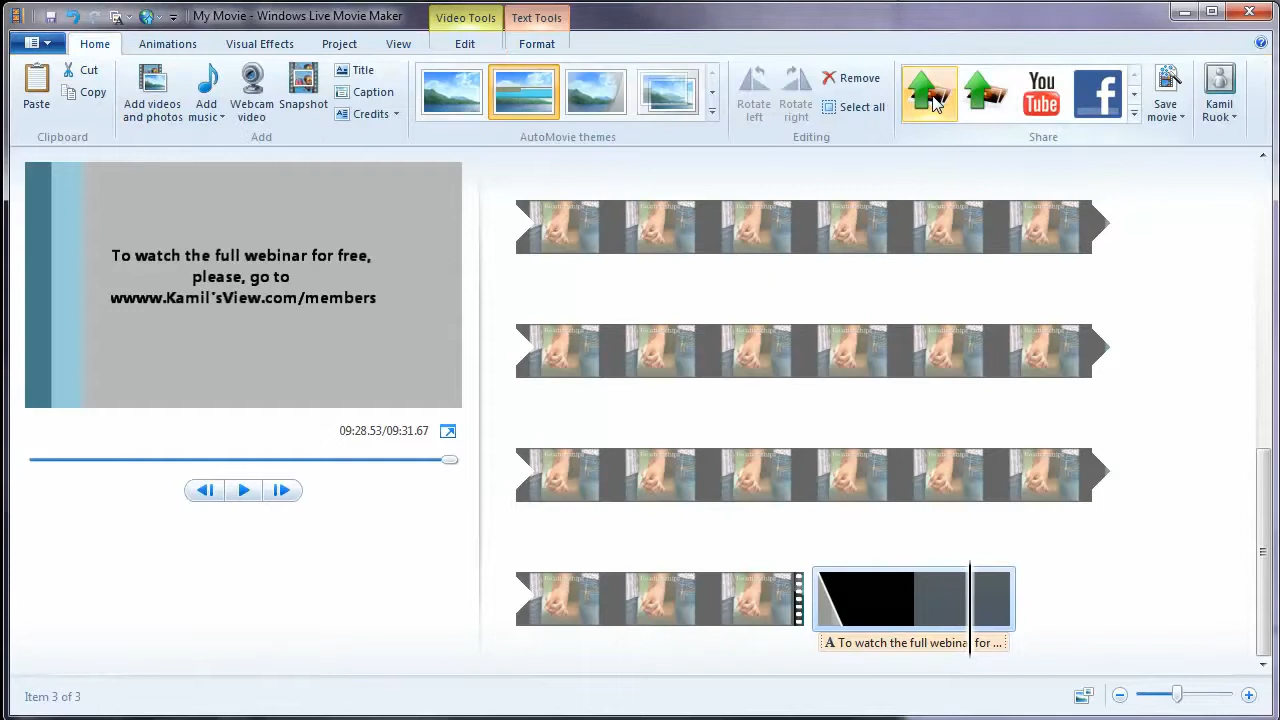 My Movie - Windows Live Movie Maker
Video Tools
Text Tools
Home
Animations
Visual Effects
Project
View
Edit
Format
Paste
Cut
Copy
Clipboard
Add videos
and photos
Add
music
Webcam
video
Snapshot
Title
Caption
Credits
Add
AutoMovie themes
Rotate
left
Rotate
right
Remove
Select all
Editing
You
Tube
f
Share
Save
movie
Kamil
Ruok
To watch the full webinar for free,
please, go to
wwww.Kamil'sView.com/members
09:28.53/09:31.67
A To watch the full webinar for ...
Item 3 of 3